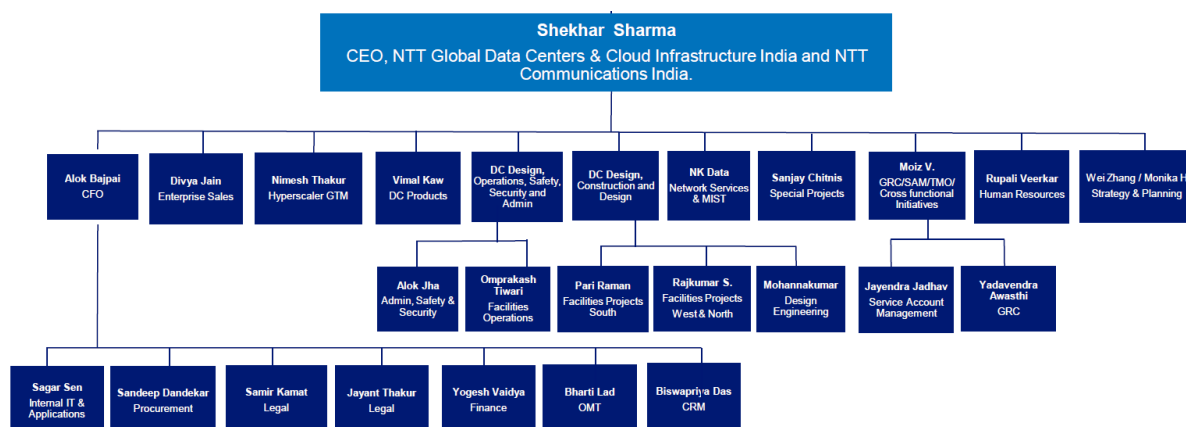 Shekhar Sharma
CEO, NTT Global Data Centers & Cloud Infrastructure India and NTT
Communications India.
Alok Bajpai
CFO
Divya Jain
Enterprise Sales
Nimesh Thakur
Hyperscaler GTM
Vimal Kaw
DC Products
DC Design,
Operations, Safety,
Security and
Admin
DC Design,
Construction and
Design
NK Data
Network Services
& MIST
Sanjay Chitnis
Special Projects
Moiz V.
GRC/SAM/TMO/
Cross functional
Initiatives
Rupali Veerkar
Human Resources
Wei Zhang / Monika H
Strategy & Planning
Alok Jha
Admin, Safety &
Security
Omprakash
Tiwari
Facilities
Operations
Pari Raman
Facilities Projects
South
Rajkumar S.
Facilities Projects
West & North
Mohannakumar
Design
Engineering
Jayendra Jadhav
Service Account
Management
Yadavendra
Awasthi
GRC
Sagar Sen
Internal IT &
Applications
Sandeep Dandekar
Procurement
Samir Kamat
Legal
Jayant Thakur
Legal
Yogesh Vaidya
Finance
Bharti Lad
OMT
Biswapriya Das
CRM